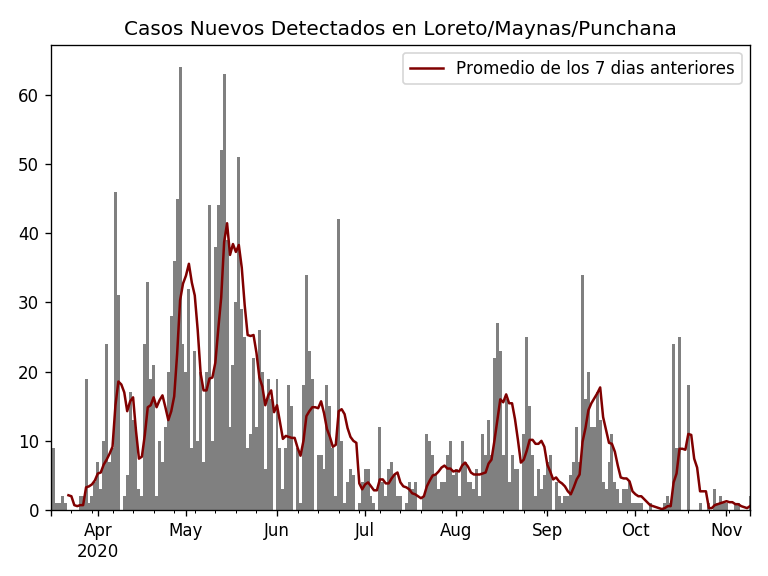 Casos Nuevos Detectados en Loreto/Maynas/Punchana
Promedio de los 7 dias anteriores
60
50
40
30
20
10
0
Apr May Jun Jul Aug Sep Oct Nov
2020